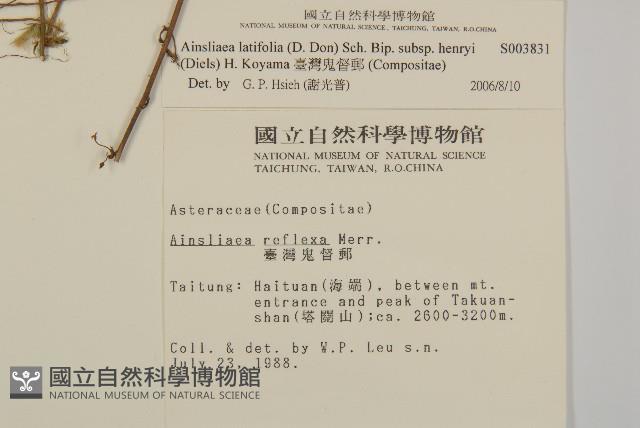 國立自然科學博物館
NATIONAL MUSEUM OF NATURAL SCIENCE, TAICHUNG, TAIWAN, R.O.CHINA
Ainsliaea latifolia (D. Don) Sch. Bip. subsp. henryi S003831
(Diels) H. Koyama 臺灣鬼督郵 (Compositae)
Det. by G. P. Hsieh (謝光普) 2006/8/10
國立自然科學博物館
NATIONAL MUSEUM OF NATURAL SCIENCE
TAICHUNG, TAIWAN, R.O.CHINA
Asteraceae(Compositae)
Ainsliaea reflexa Merr.
臺灣鬼督郵
Taitung: Haituan(海端), between mt.
entrance and peak of Takuan-
shan(塔關山);ca. 2600-3200m.
Coll. & det. by W.P. Leu s.n.
July 23, 1988.
國立自然科學博物館
NATIONAL MUSEUM OF NATURAL SCIENCE